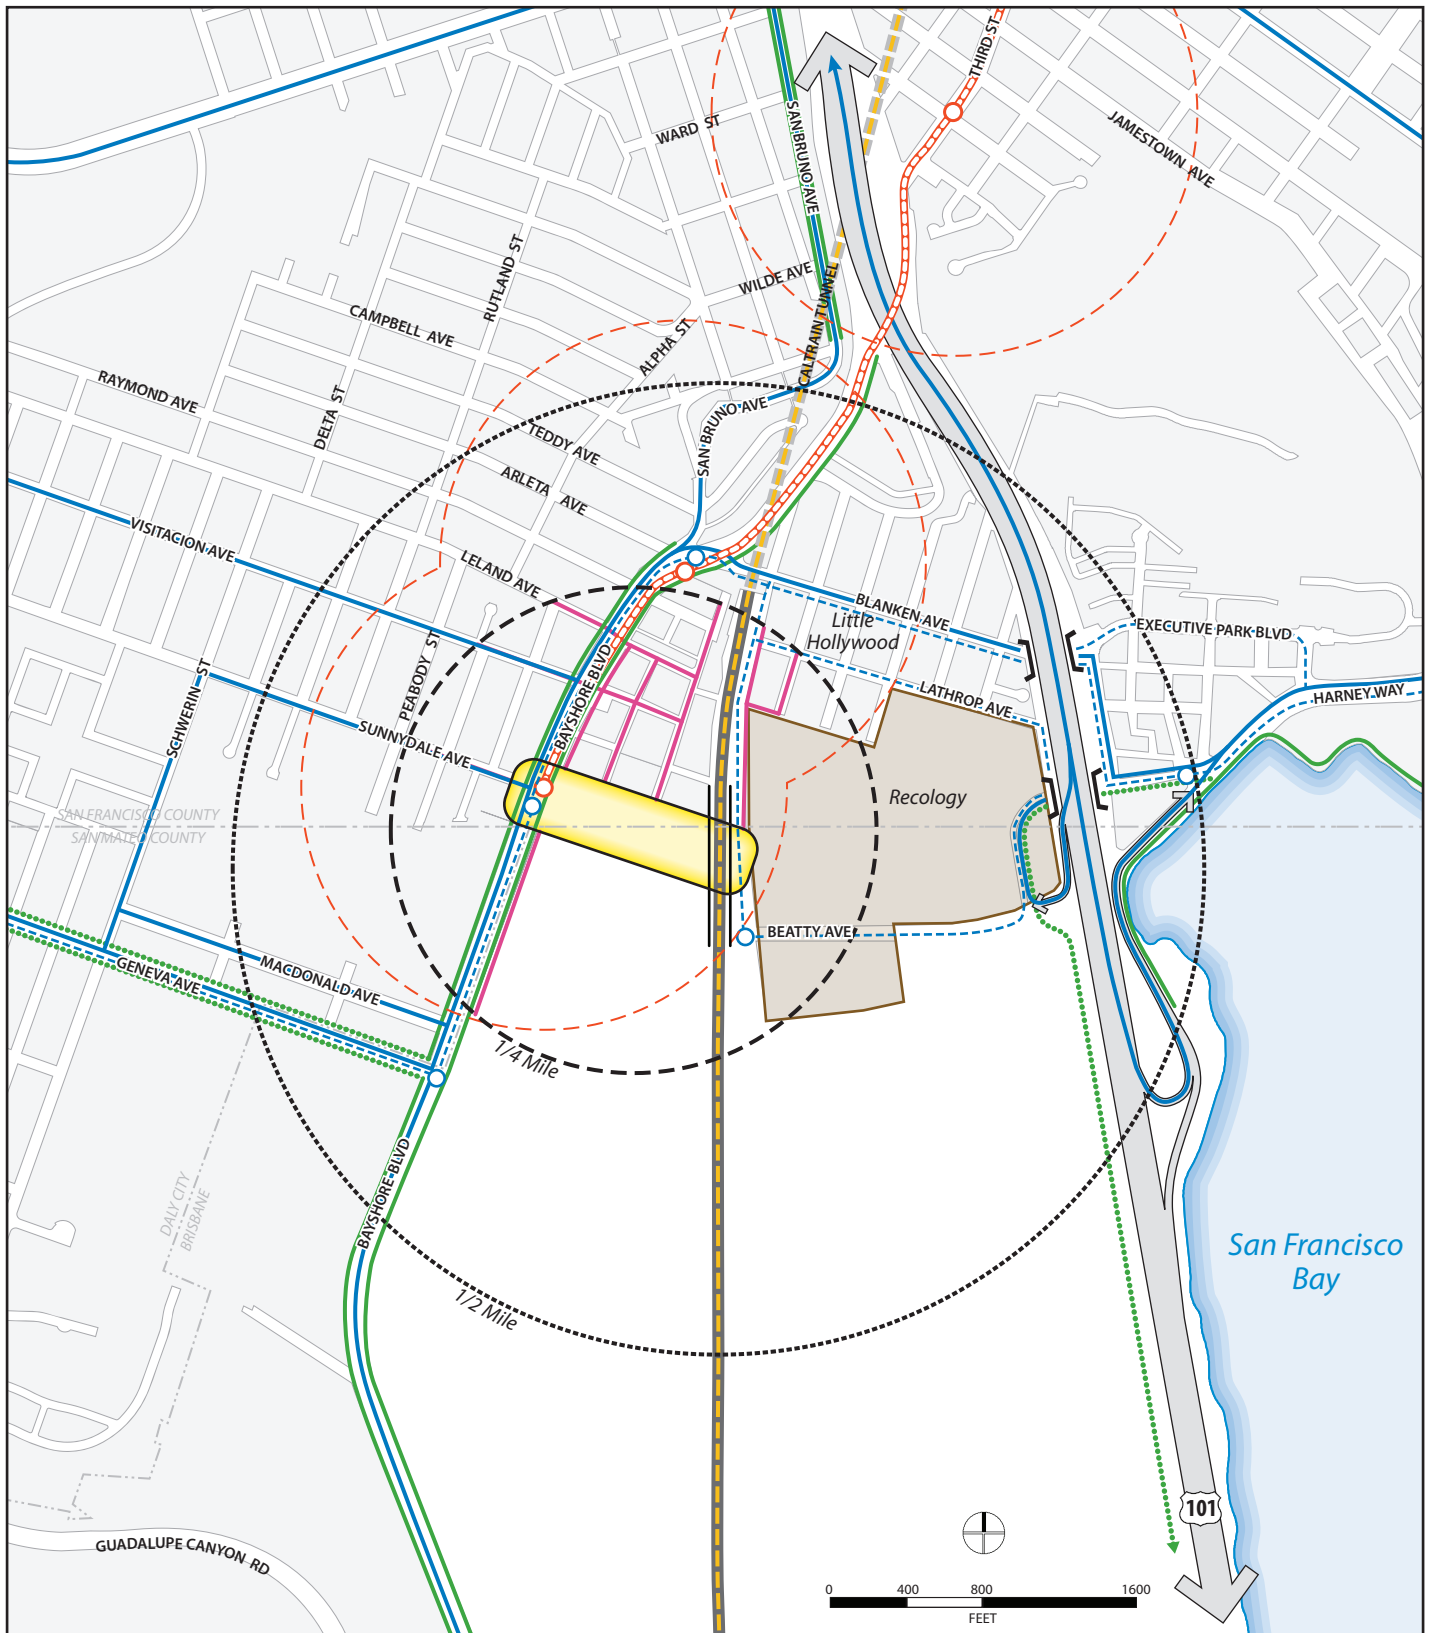 THIRD ST
WARD ST
JAMESTOWN AVE
SAN BRUNO AVE
RUTLAND ST
WILDE AVE
CALTRAIN TUNNEL
CAMPBELL AVE
ALPHA ST
RAYMOND AVE
DELTA ST
SAN BRUNO AVE
TEDDY AVE
ARLETA AVE
VISITACION AVE
LELAND AVE
BLANKEN AVE
Little
Hollywood
EXECUTIVE PARK BLVD
PEABODY ST
BAYSHORE BLVD
SCHWERIN ST
LATHROP AVE
HARNEY WAY
SUNNYDALE AVE
Recology
SAN FRANCISCO COUNTY
SAN MATEO COUNTY
BEATTY AVE
GENEVA AVE
MACDONALD AVE
1/4 Mile
BAYSHORE BLVD
DALY CITY
BRISBANE
San Francisco
Bay
1/2 Mile
101
GUADALUPE CANYON RD
0 400 800 1600
FEET